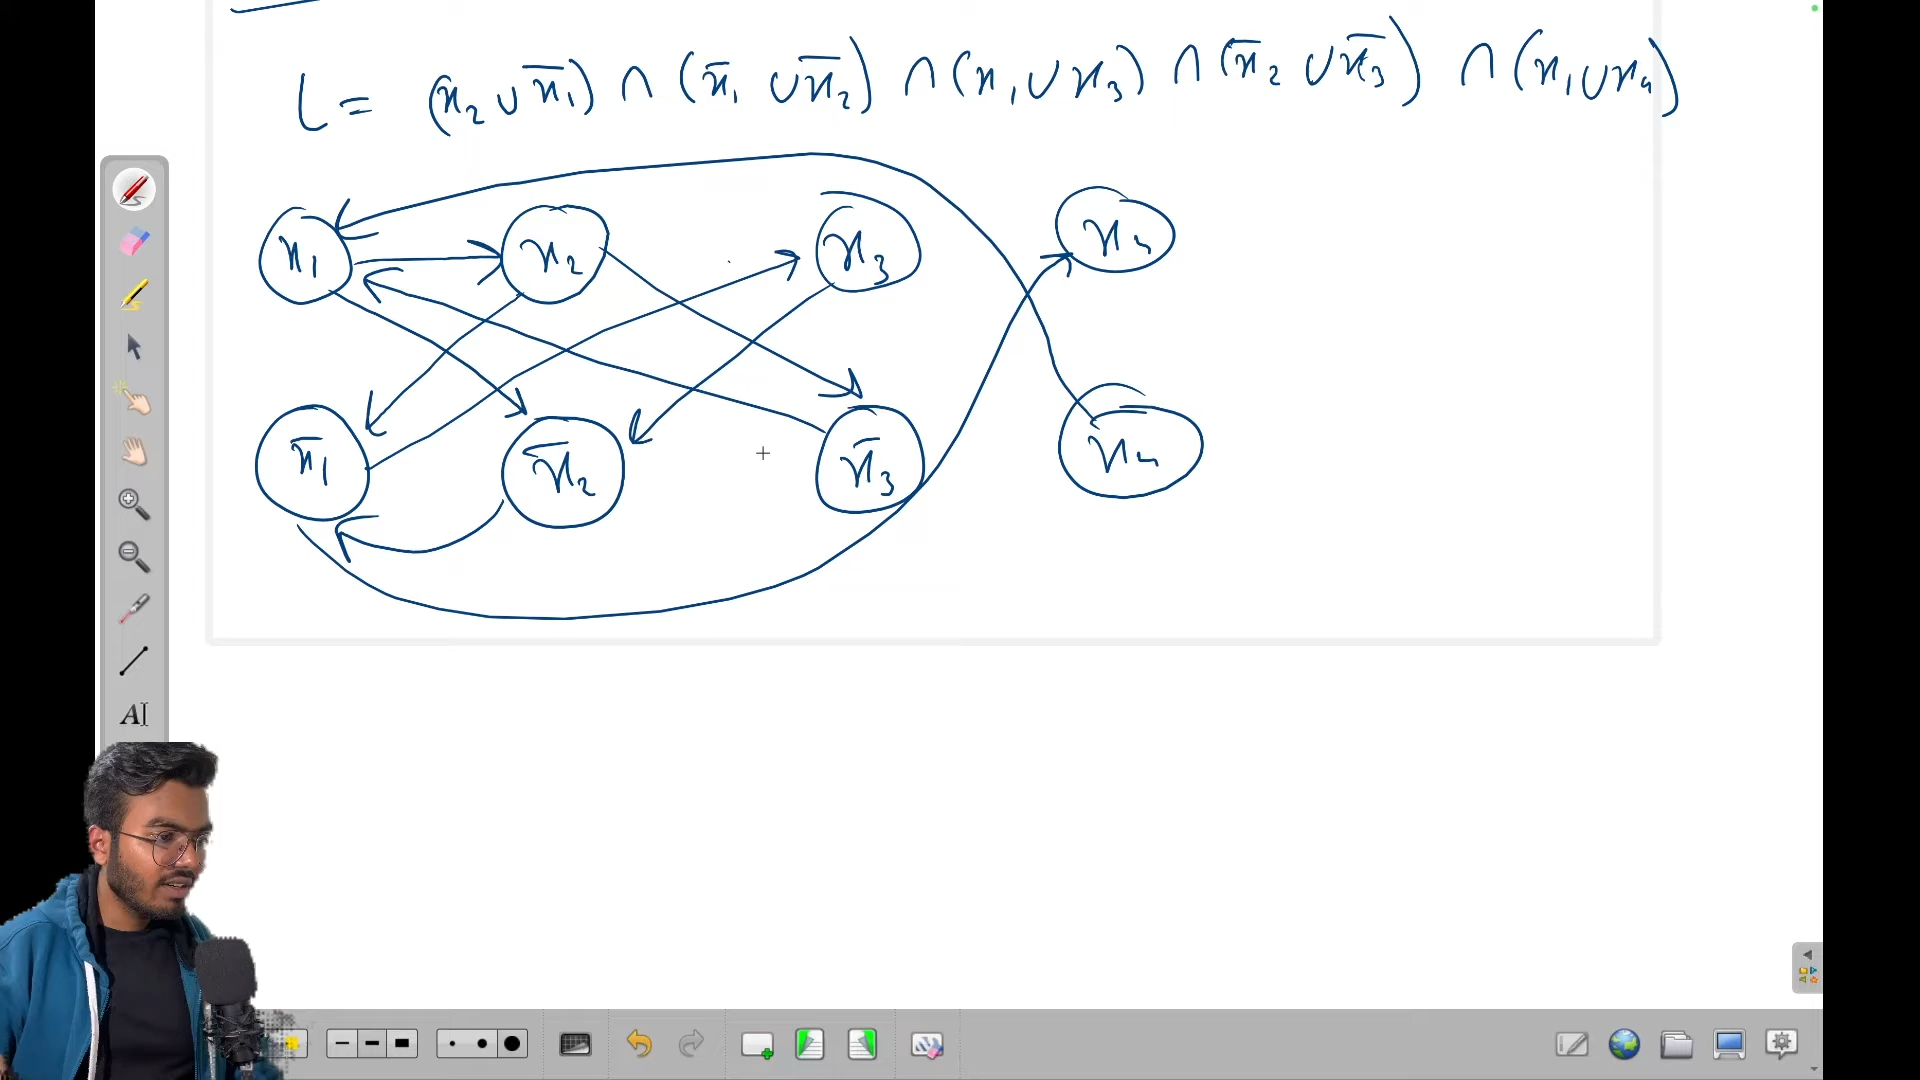 L = (x₂ ∪ x̄₁) ∩ (x̄₁ ∪ x̄₂) ∩ (x₁ ∪ x₃) ∩ (x̄₂ ∪ x̄₃) ∩ (x₁ ∪ x₄)
x₁ x₂ x₃ x₄
x̄₁ x̄₂ x̄₃ x̄₄
A